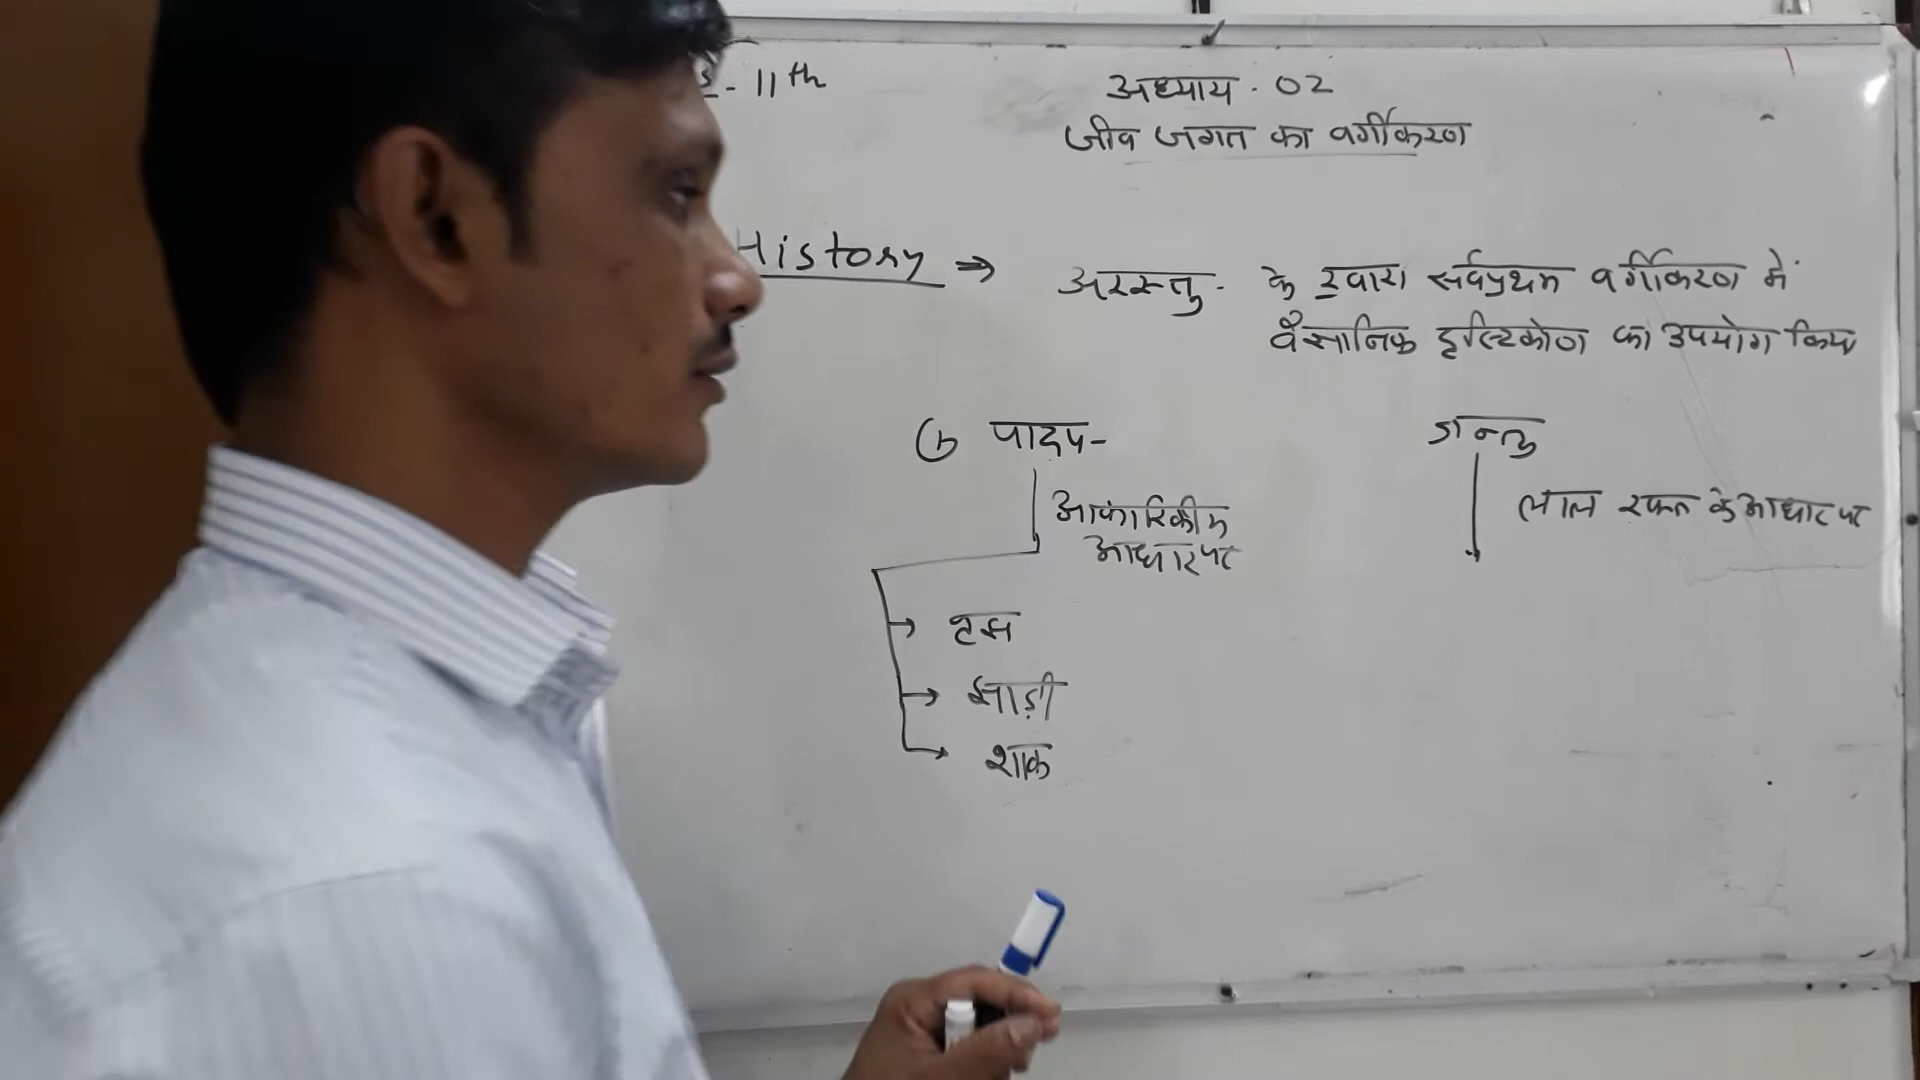 - 11th
अध्याय - 02
जीव जगत का वर्गीकरण
History ⇒ अरस्तु - के द्वारा सर्वप्रथम वर्गीकरण में
वैज्ञानिक दृष्टिकोण का उपयोग किया
① पादप- जन्तु
आकारिकीय
आधार पर
लाल रक्त के आधार पर
→ वृक्ष
→ झाड़ी
→ शाक